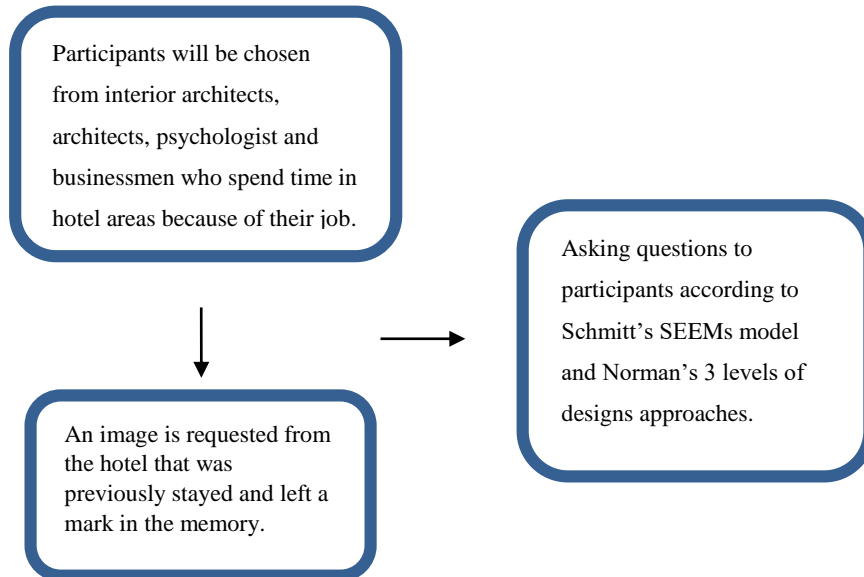 Participants will be chosen
from interior architects,
architects, psychologist and
businessmen who spend time in
hotel areas because of their job.
An image is requested from
the hotel that was
previously stayed and left a
mark in the memory.
Asking questions to
participants according to
Schmitt’s SEEMs model
and Norman’s 3 levels of
designs approaches.